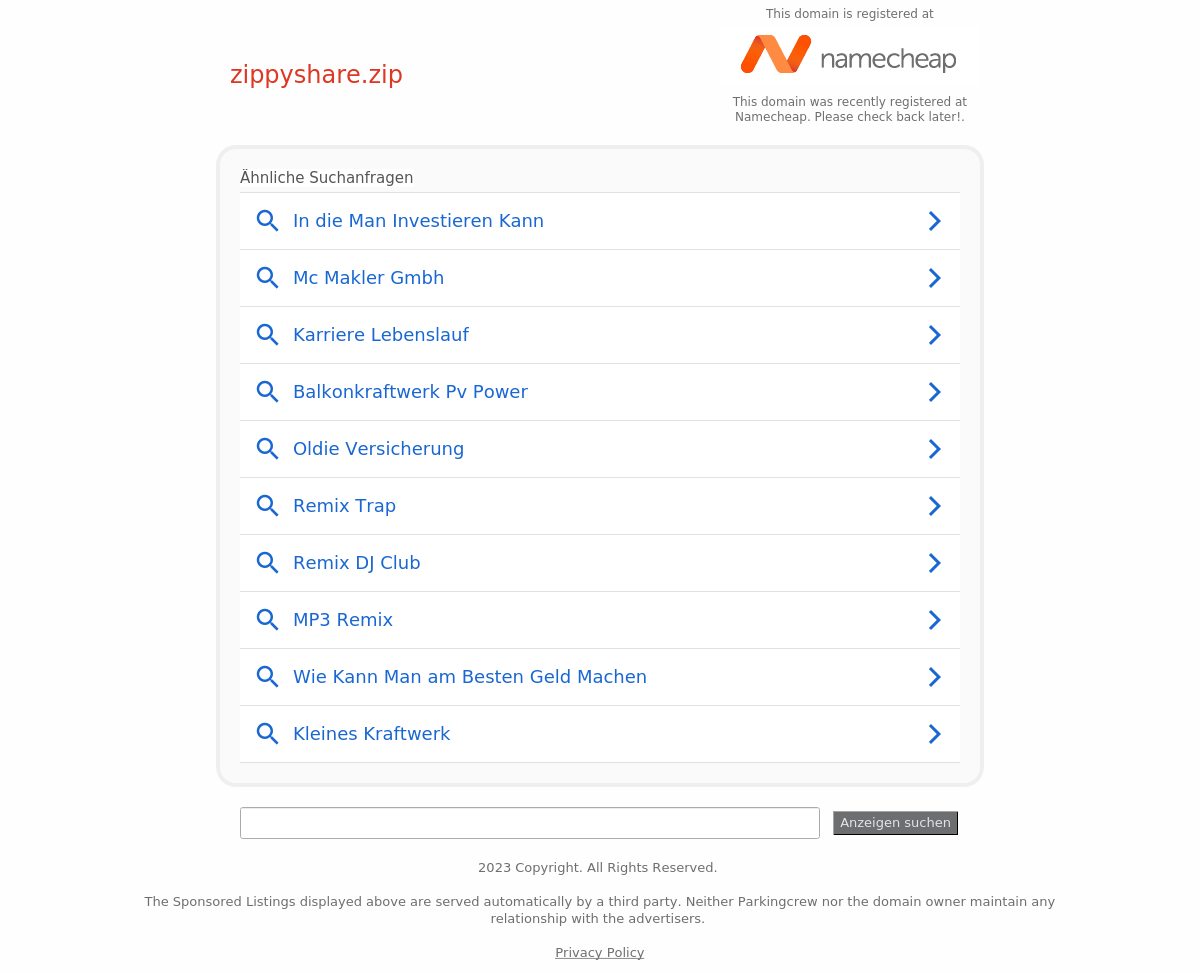 This domain is registered at
namecheap
zippyshare.zip
This domain was recently registered at
Namecheap. Please check back later!.
Ähnliche Suchanfragen
In die Man Investieren Kann
Mc Makler Gmbh
Karriere Lebenslauf
Balkonkraftwerk Pv Power
Oldie Versicherung
Remix Trap
Remix DJ Club
MP3 Remix
Wie Kann Man am Besten Geld Machen
Kleines Kraftwerk
Anzeigen suchen
2023 Copyright. All Rights Reserved.
The Sponsored Listings displayed above are served automatically by a third party. Neither Parkingcrew nor the domain owner maintain any
relationship with the advertisers.
Privacy Policy